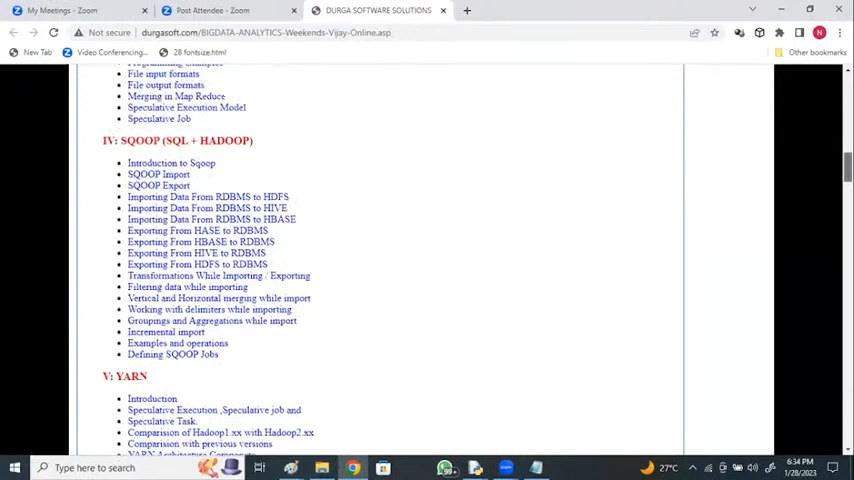 My Meetings - Zoom
Post Attendee - Zoom
DURGA SOFTWARE SOLUTIONS
Not secure
durgasoft.com/BIGDATA-ANALYTICS-Weekends-Vijay-Online.asp
N
New Tab
Video Conferencing...
28 fontsize.html
Other bookmarks
Programming Examples
File input formats
File output formats
Merging in Map Reduce
Speculative Execution Model
Speculative Job
IV: SQOOP (SQL + HADOOP)
Introduction to Sqoop
SQOOP Import
SQOOP Export
Importing Data From RDBMS to HDFS
Importing Data From RDBMS to HIVE
Importing Data From RDBMS to HBASE
Exporting From HASE to RDBMS
Exporting From HBASE to RDBMS
Exporting From HIVE to RDBMS
Exporting From HDFS to RDBMS
Transformations While Importing / Exporting
Filtering data while importing
Vertical and Horizontal merging while import
Working with delimiters while importing
Groupings and Aggregations while import
Incremental import
Examples and operations
Defining SQOOP Jobs
V: YARN
Introduction
Speculative Execution ,Speculative job and
Speculative Task.
Comparision of Hadoop1.xx with Hadoop2.xx
Comparision with previous versions
YARN Architecture Componets
Type here to search
99+
27°C
6:34 PM
1/28/2023